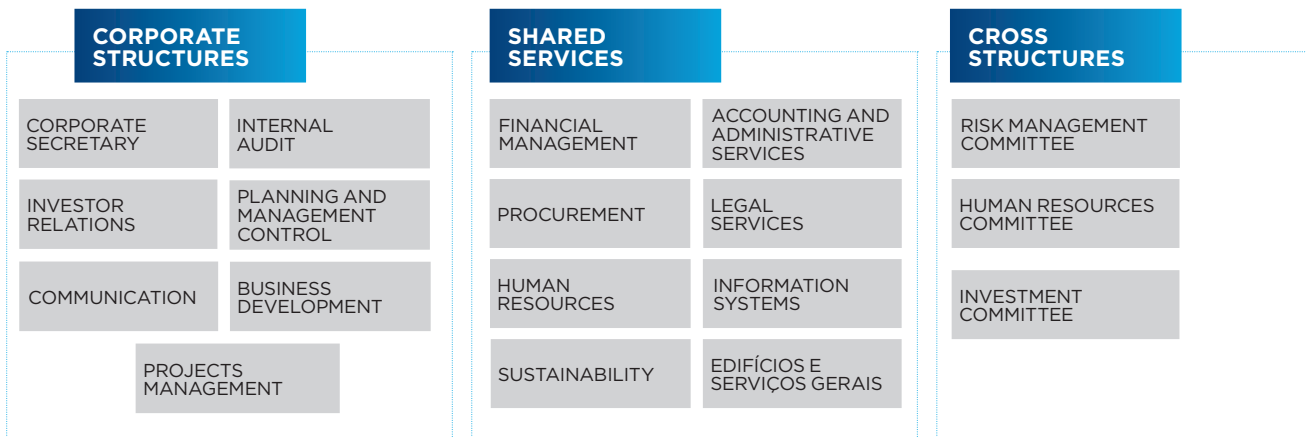 CORPORATE
STRUCTURES
CORPORATE
SECRETARY
INTERNAL
AUDIT
INVESTOR
RELATIONS
PLANNING AND
MANAGEMENT
CONTROL
COMMUNICATION
BUSINESS
DEVELOPMENT
PROJECTS
MANAGEMENT
SHARED
SERVICES
FINANCIAL
MANAGEMENT
ACCOUNTING AND
ADMINISTRATIVE
SERVICES
PROCUREMENT
LEGAL
SERVICES
HUMAN
RESOURCES
INFORMATION
SYSTEMS
SUSTAINABILITY
EDIFÍCIOS E
SERVIÇOS GERAIS
CROSS
STRUCTURES
RISK MANAGEMENT
COMMITTEE
HUMAN RESOURCES
COMMITTEE
INVESTMENT
COMMITTEE